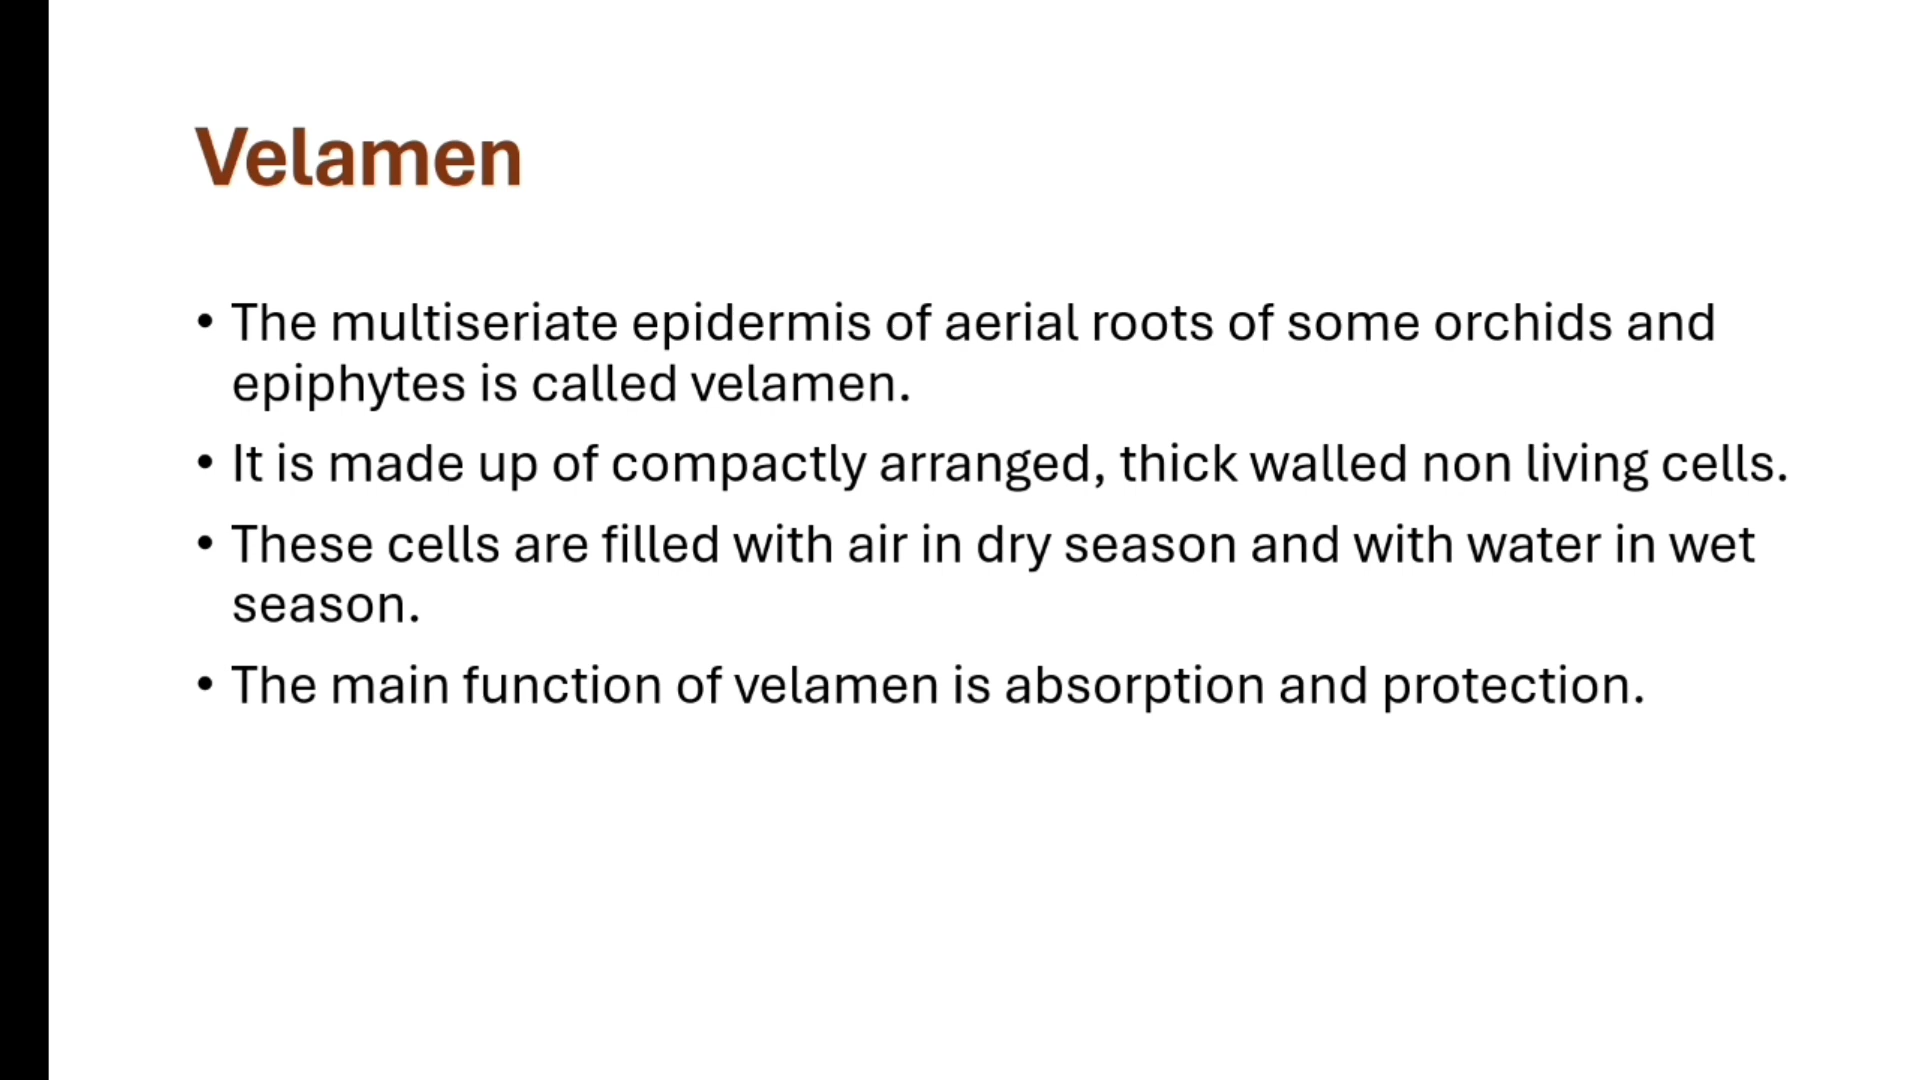 Velamen
• The multiseriate epidermis of aerial roots of some orchids and
epiphytes is called velamen.
• It is made up of compactly arranged, thick walled non living cells.
• These cells are filled with air in dry season and with water in wet
season.
• The main function of velamen is absorption and protection.